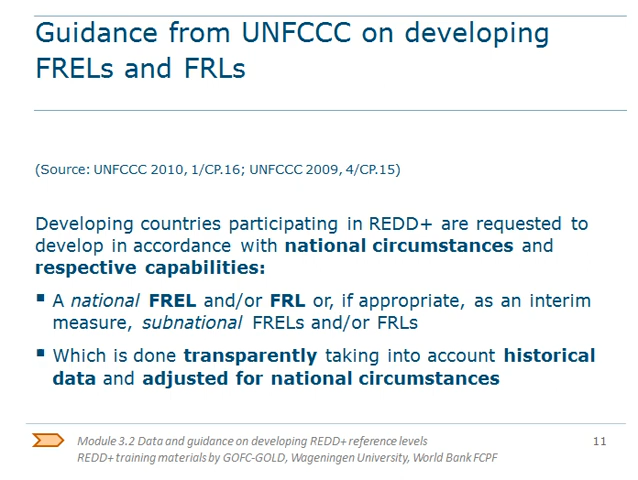 Guidance from UNFCCC on developing
FRELs and FRLs
(Source: UNFCCC 2010, 1/CP.16; UNFCCC 2009, 4/CP.15)
Developing countries participating in REDD+ are requested to
develop in accordance with national circumstances and
respective capabilities:
▪ A national FREL and/or FRL or, if appropriate, as an interim
measure, subnational FRELs and/or FRLs
▪ Which is done transparently taking into account historical
data and adjusted for national circumstances
Module 3.2 Data and guidance on developing REDD+ reference levels
11
REDD+ training materials by GOFC-GOLD, Wageningen University, World Bank FCPF